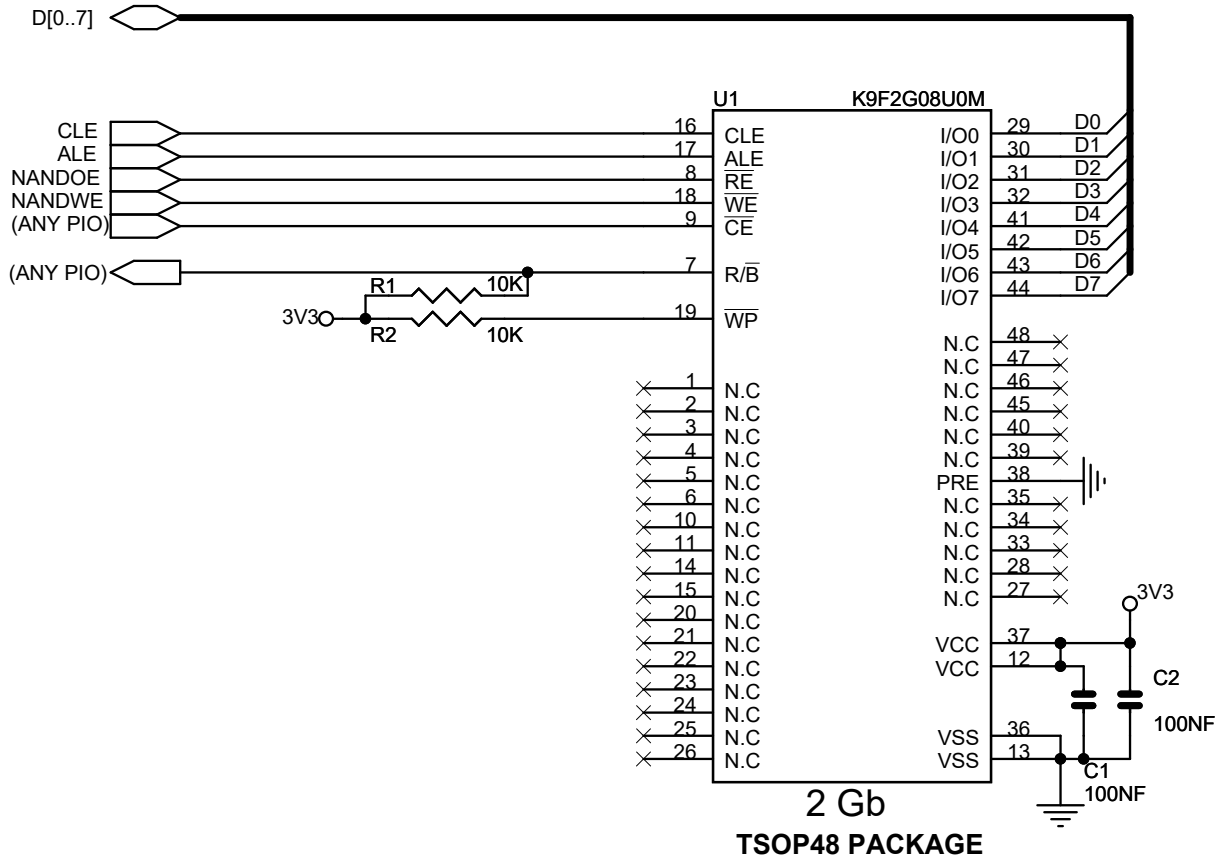 D[0..7]
U1 K9F2G08U0M
CLE 16 CLE I/O0 29 D0
ALE 17 ALE I/O1 30 D1
NANDOE 8 RE I/O2 31 D2
NANDWE 18 WE I/O3 32 D3
(ANY PIO) 9 CE I/O4 41 D4
I/O5 42 D5
(ANY PIO) 7 R/B I/O6 43 D6
R1 10K I/O7 44 D7
3V3 19 WP
R2 10K
N.C 48
N.C 47
1 N.C N.C 46
2 N.C N.C 45
3 N.C N.C 40
4 N.C N.C 39
5 N.C PRE 38
6 N.C N.C 35
10 N.C N.C 34
11 N.C N.C 33
14 N.C N.C 28
15 N.C N.C 27
3V3
20 N.C
21 N.C VCC 37
22 N.C VCC 12
23 N.C C2
24 N.C 100NF
25 N.C VSS 36
26 N.C VSS 13
C1
100NF
2 Gb
TSOP48 PACKAGE